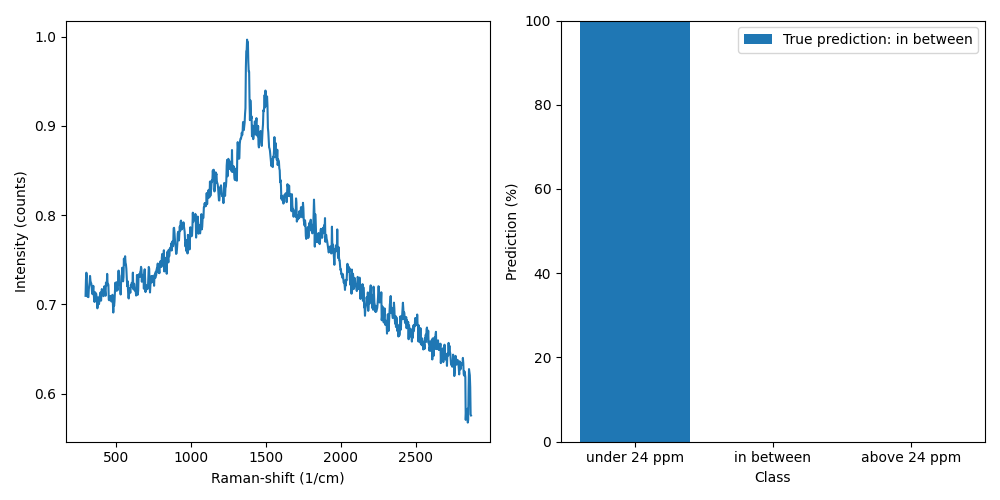 1.0
0.9
0.8
0.7
0.6
Intensity (counts)
500 1000 1500 2000 2500
Raman-shift (1/cm)
100
80
60
40
20
0
Prediction (%)
True prediction: in between
under 24 ppm in between above 24 ppm
Class